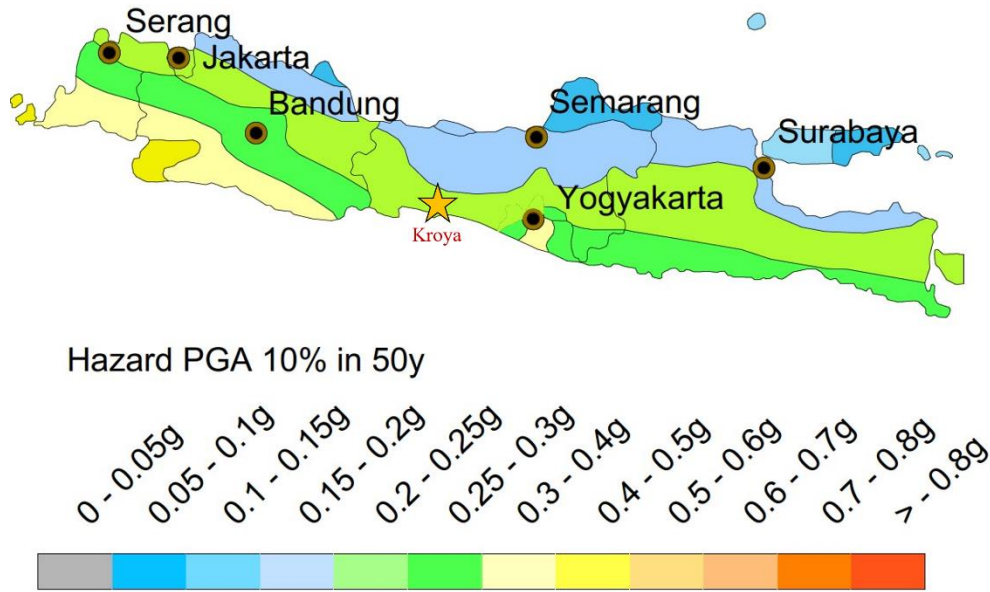 Serang
Jakarta
Bandung
Semarang
Surabaya
Yogyakarta
Kroya
Hazard PGA 10% in 50y
0 - 0.05g
0.05 - 0.1g
0.1 - 0.15g
0.15 - 0.2g
0.2 - 0.25g
0.25 - 0.3g
0.3 - 0.4g
0.4 - 0.5g
0.5 - 0.6g
0.6 - 0.7g
0.7 - 0.8g
> - 0.8g